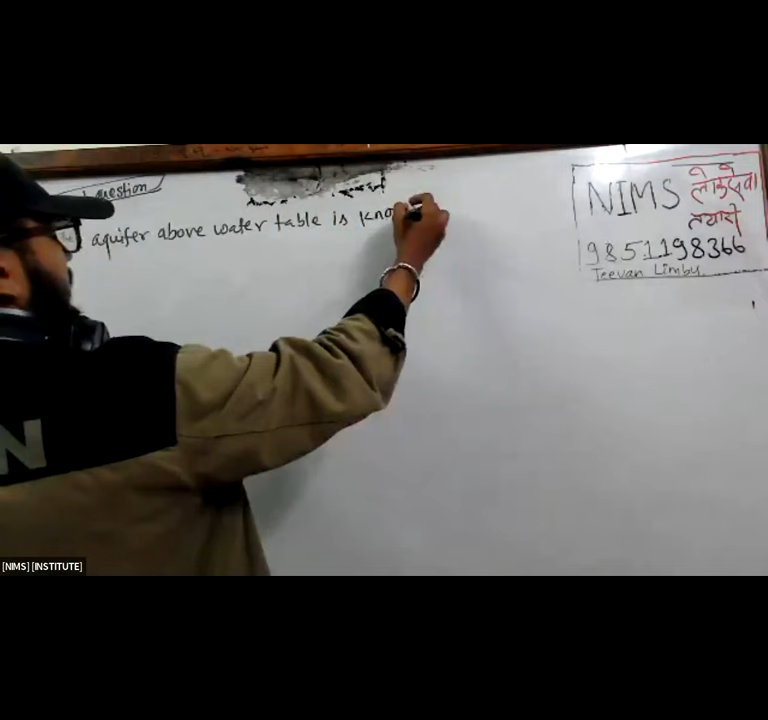 question
aquifer above water table is kno
NIMS लोकसेवा
तयारी
9851198366
Jeevan Limbu
[NIMS] [INSTITUTE]